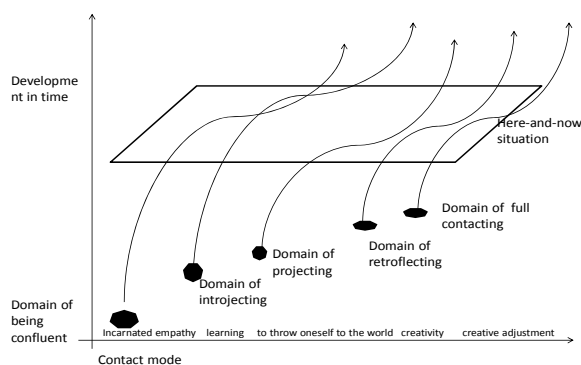 Developme
nt in time
Here-and-now
situation
Domain of full
contacting
Domain of
retroflecting
Domain of
projecting
Domain of
introjecting
Domain of
being
confluent
Incarnated empathy learning to throw oneself to the world creativity creative adjustment
Contact mode